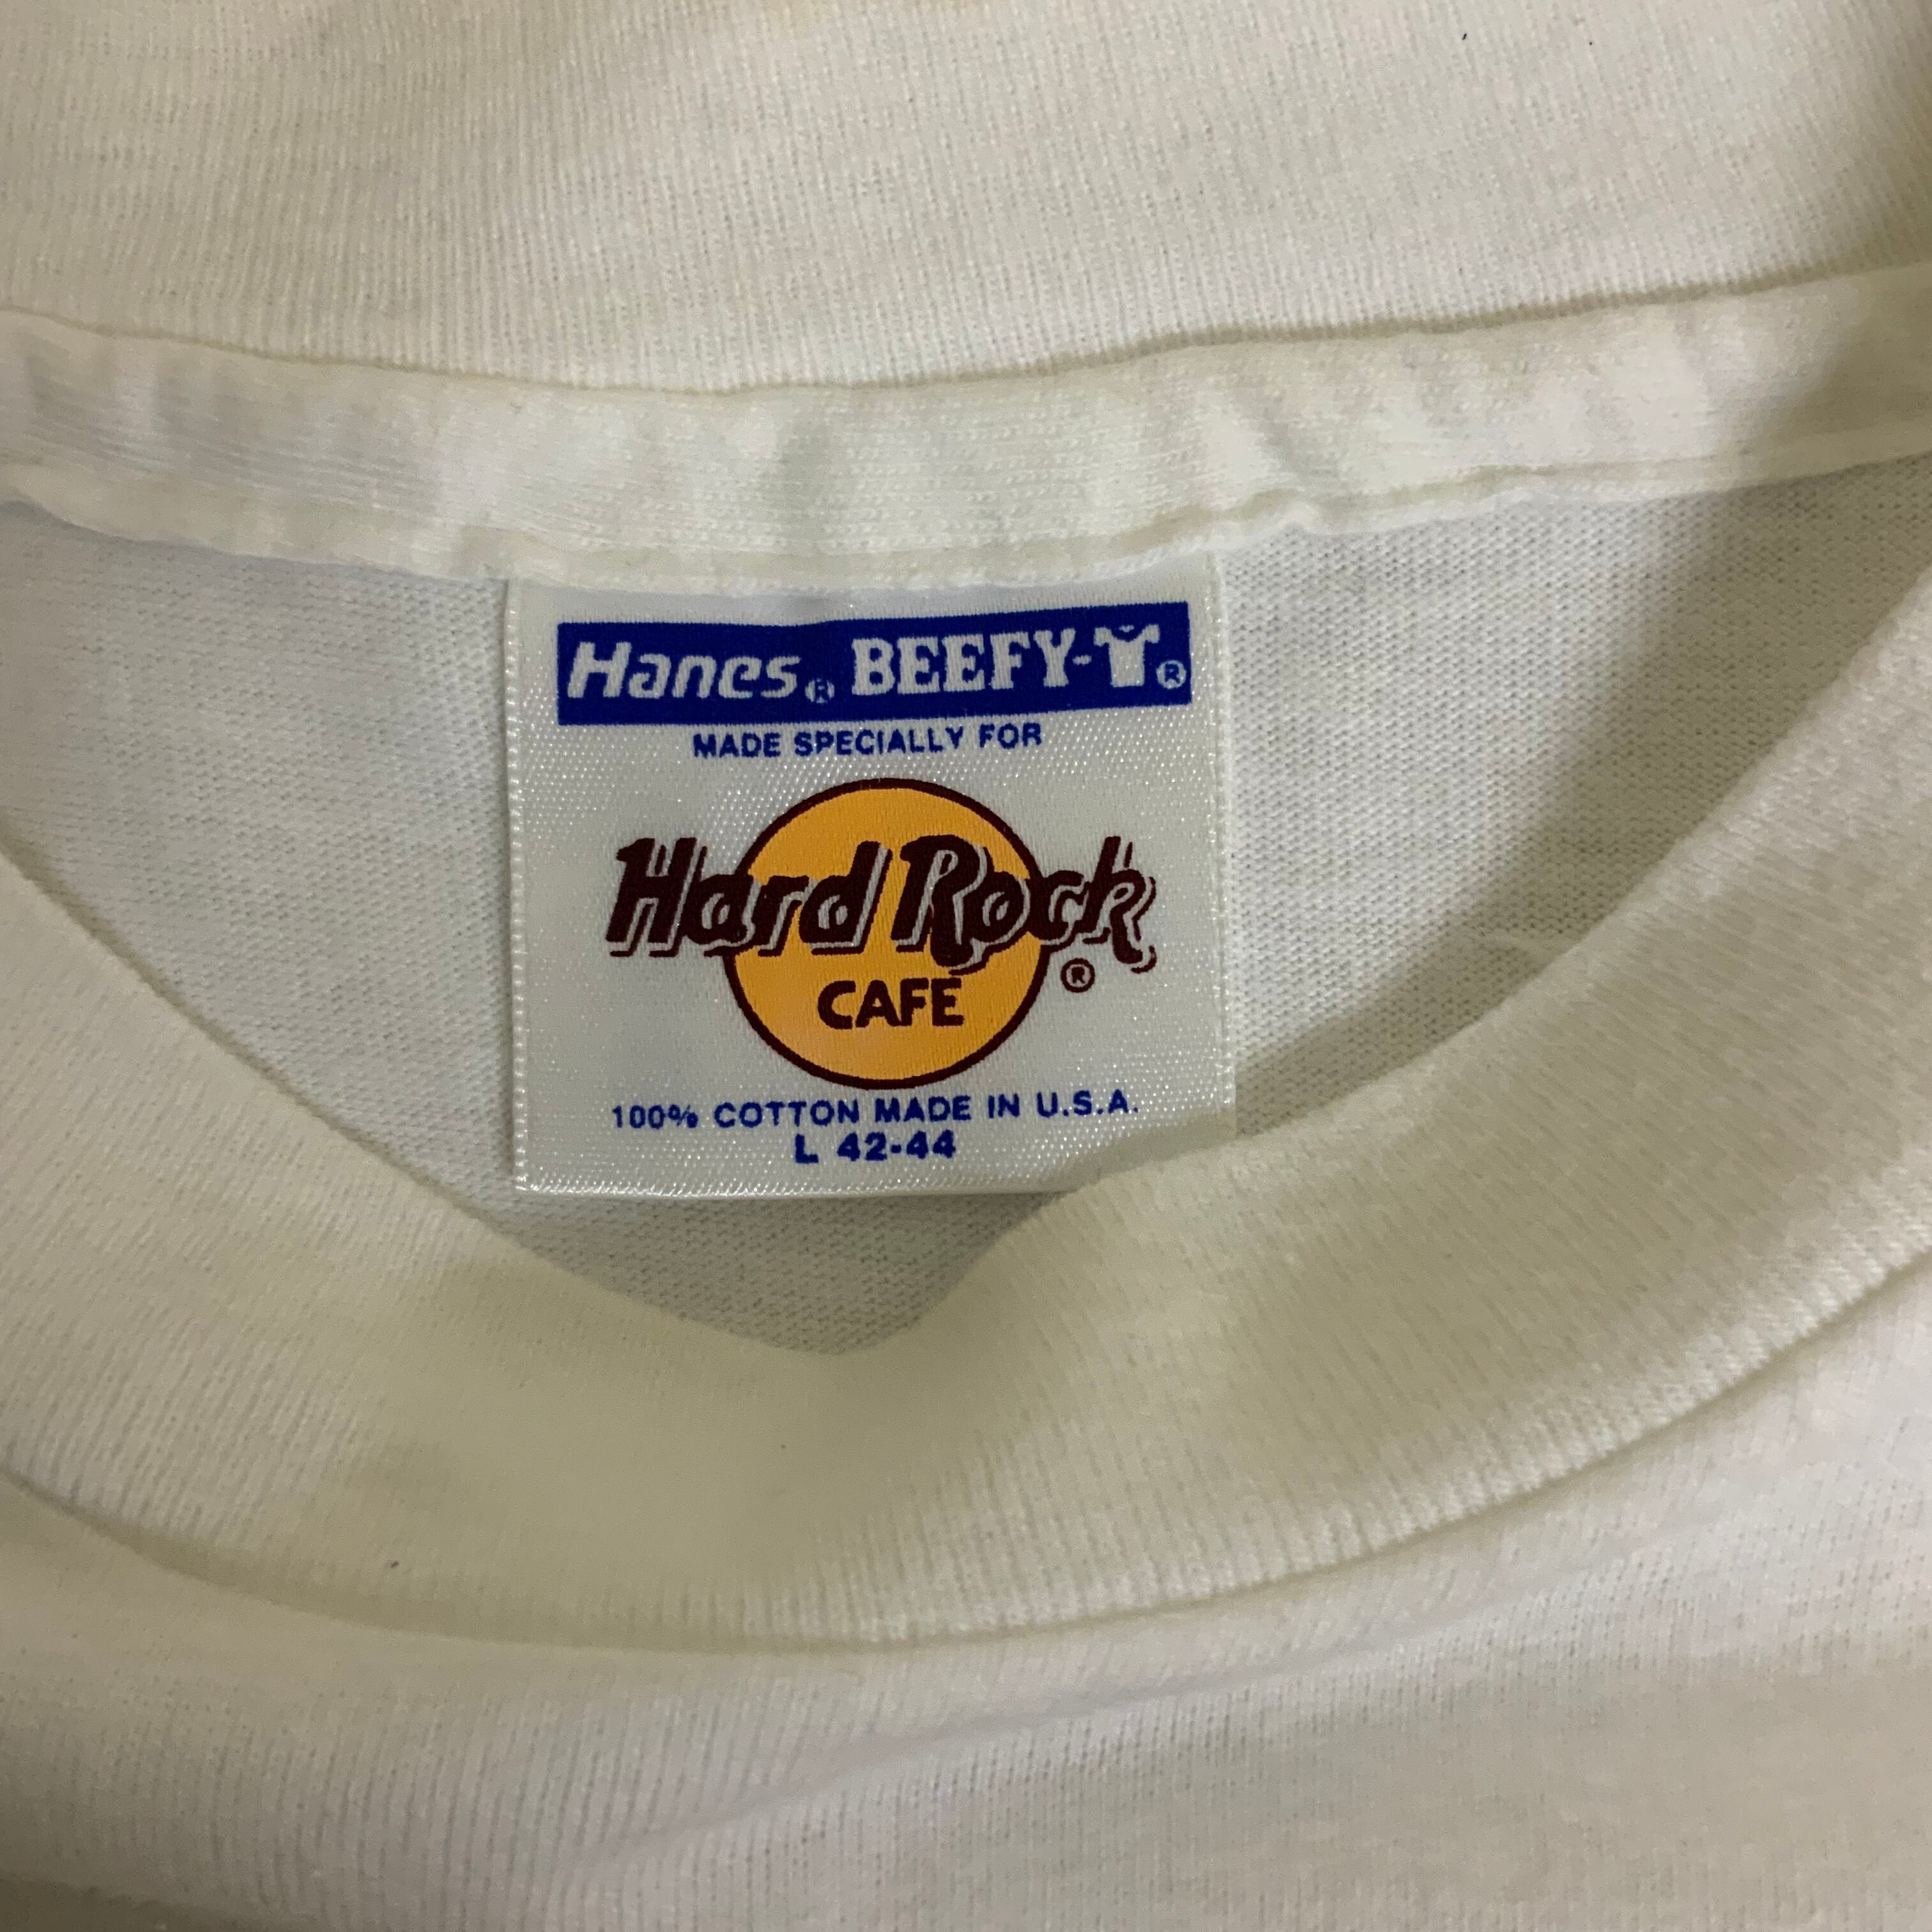 Hanes® BEEFY-T®
MADE SPECIALLY FOR
Hard Rock
®
CAFE
100% COTTON MADE IN U.S.A.
L 42-44